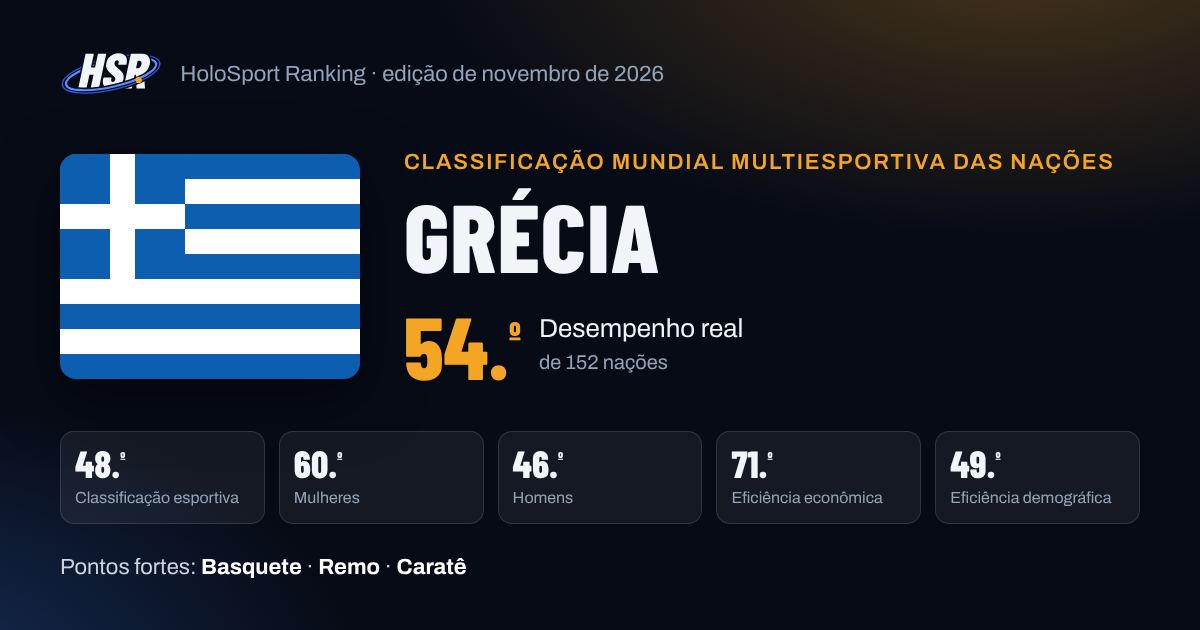 HSR
HoloSport Ranking · edição de novembro de 2026
CLASSIFICAÇÃO MUNDIAL MULTIESPORTIVA DAS NAÇÕES
GRÉCIA
54.º
Desempenho real
de 152 nações
48.º
Classificação esportiva
60.º
Mulheres
46.º
Homens
71.º
Eficiência econômica
49.º
Eficiência demográfica
Pontos fortes: Basquete · Remo · Caratê